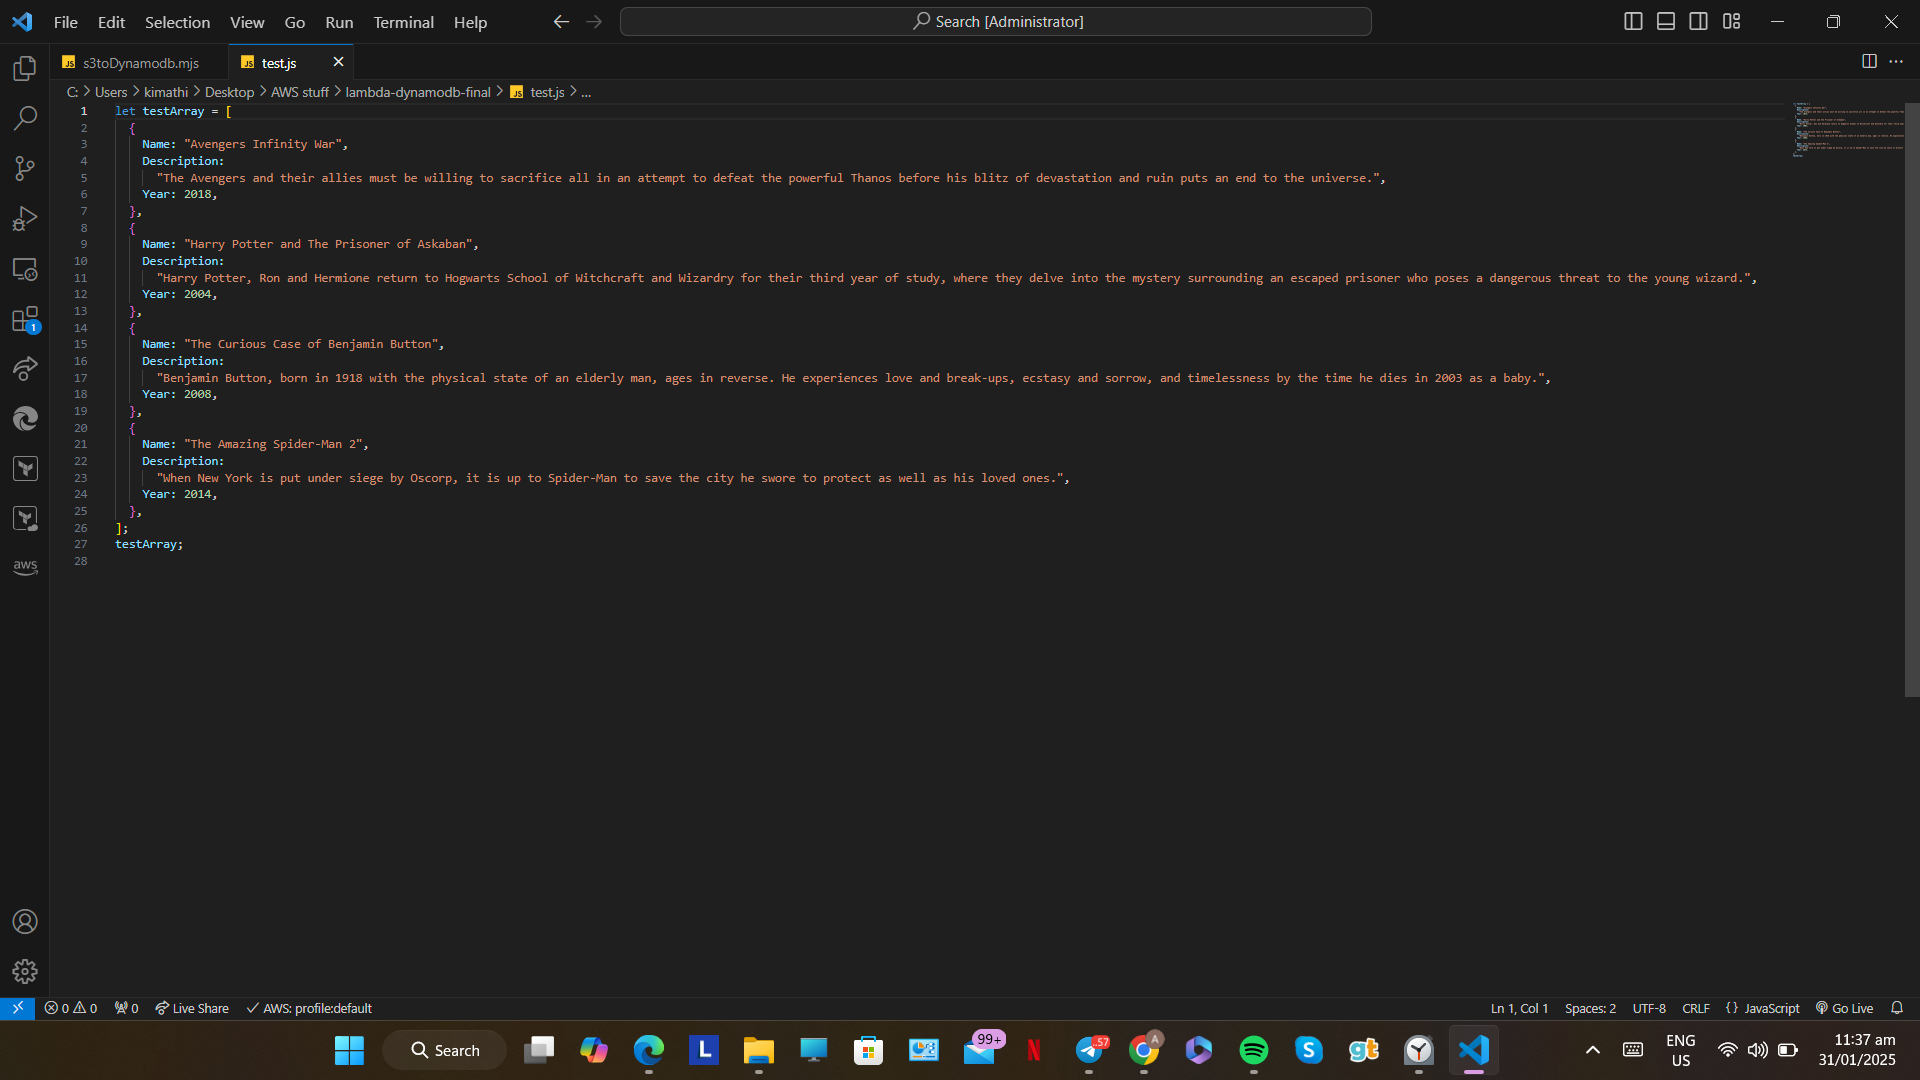 File Edit Selection View Go Run Terminal Help
Search [Administrator]
s3toDynamodb.mjs
test.js
C: > Users > kimathi > Desktop > AWS stuff > lambda-dynamodb-final > test.js > ...
1 let testArray = [
2 {
3 Name: "Avengers Infinity War",
4 Description:
5 "The Avengers and their allies must be willing to sacrifice all in an attempt to defeat the powerful Thanos before his blitz of devastation and ruin puts an end to the universe.",
6 Year: 2018,
7 },
8 {
9 Name: "Harry Potter and The Prisoner of Askaban",
10 Description:
11 "Harry Potter, Ron and Hermione return to Hogwarts School of Witchcraft and Wizardry for their third year of study, where they delve into the mystery surrounding an escaped prisoner who poses a dangerous threat to the young wizard.",
12 Year: 2004,
13 },
14 {
15 Name: "The Curious Case of Benjamin Button",
16 Description:
17 "Benjamin Button, born in 1918 with the physical state of an elderly man, ages in reverse. He experiences love and break-ups, ecstasy and sorrow, and timelessness by the time he dies in 2003 as a baby.",
18 Year: 2008,
19 },
20 {
21 Name: "The Amazing Spider-Man 2",
22 Description:
23 "When New York is put under siege by Oscorp, it is up to Spider-Man to save the city he swore to protect as well as his loved ones.",
24 Year: 2014,
25 },
26 ];
27 testArray;
28
1
aws
0 0 0 Live Share AWS: profile:default
Ln 1, Col 1 Spaces: 2 UTF-8 CRLF {} JavaScript Go Live
Search
L
99+
N
..57
A
S
gt
ENG
US
11:37 am
31/01/2025